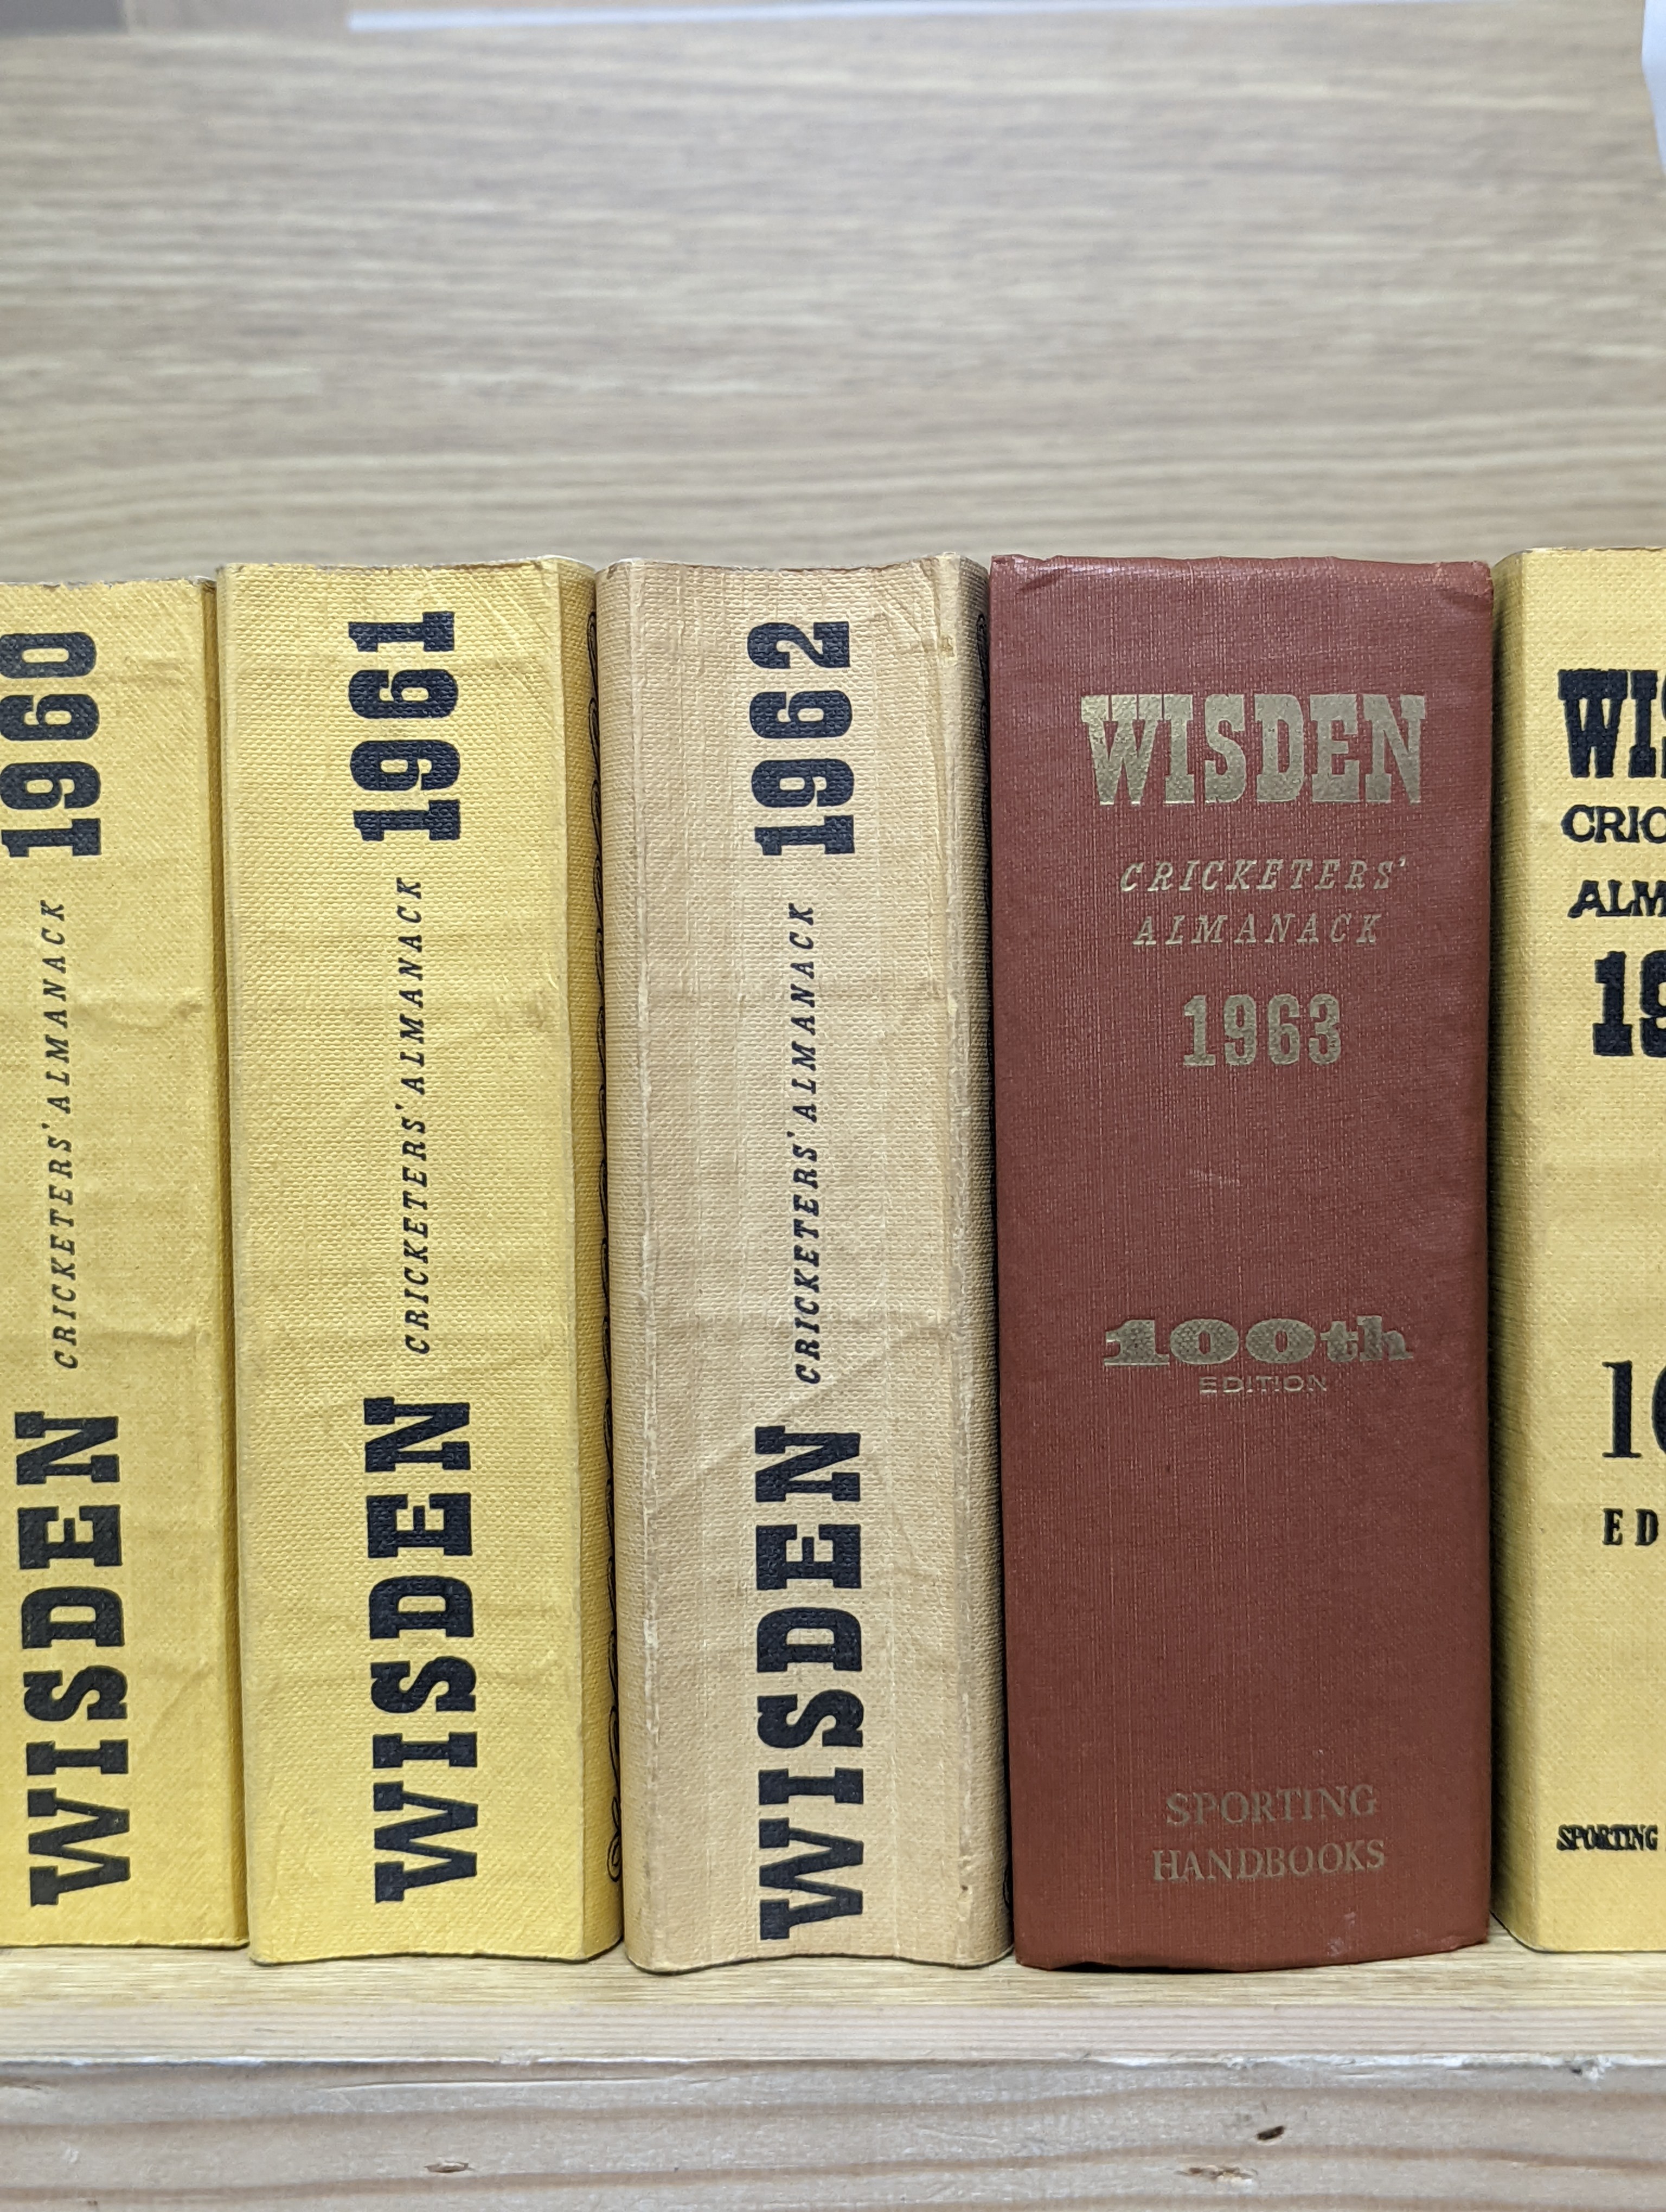 WISDEN CRICKETERS' ALMANACK 1960
WISDEN CRICKETERS' ALMANACK 1961
WISDEN CRICKETERS' ALMANACK 1962
WISDEN
CRICKETERS'
ALMANACK
1963
100th
EDITION
SPORTING
HANDBOOKS
SPORTING